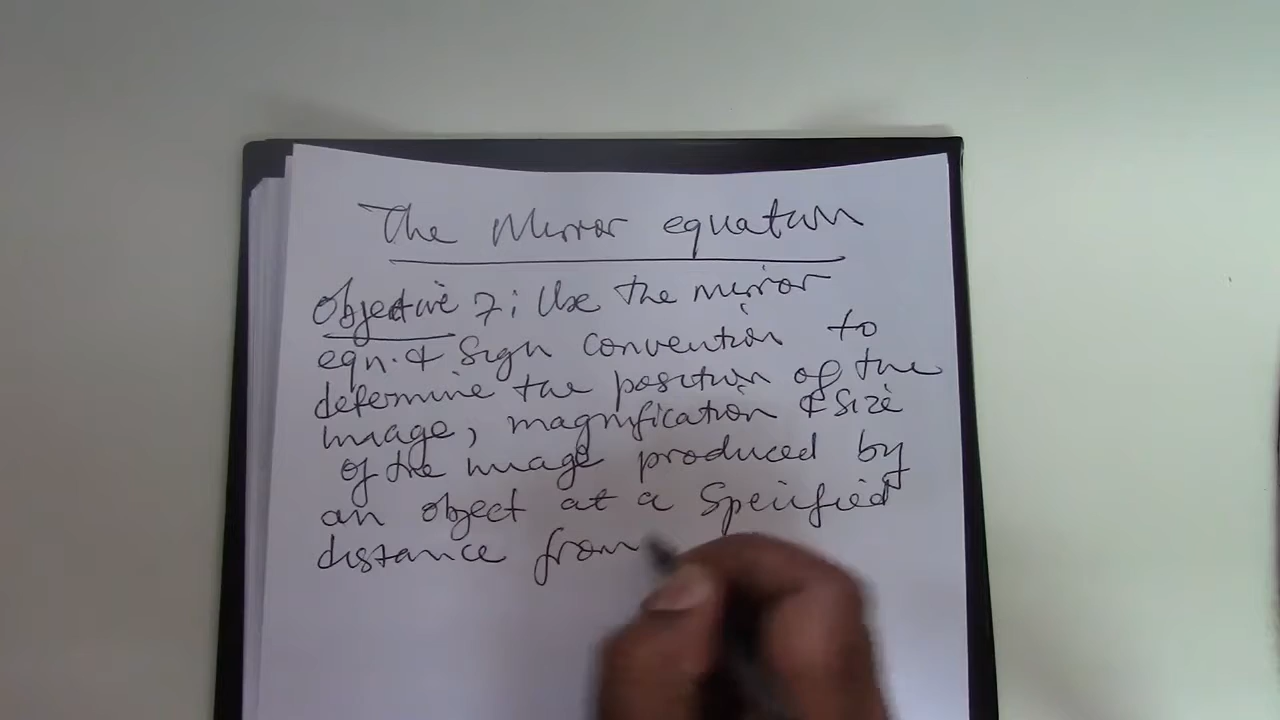 The Mirror equation
Objective 7; Use the mirror
eqn. & Sign convention to
determine the position of the
image, magnification & size
of the image produced by
an object at a Specified
distance from